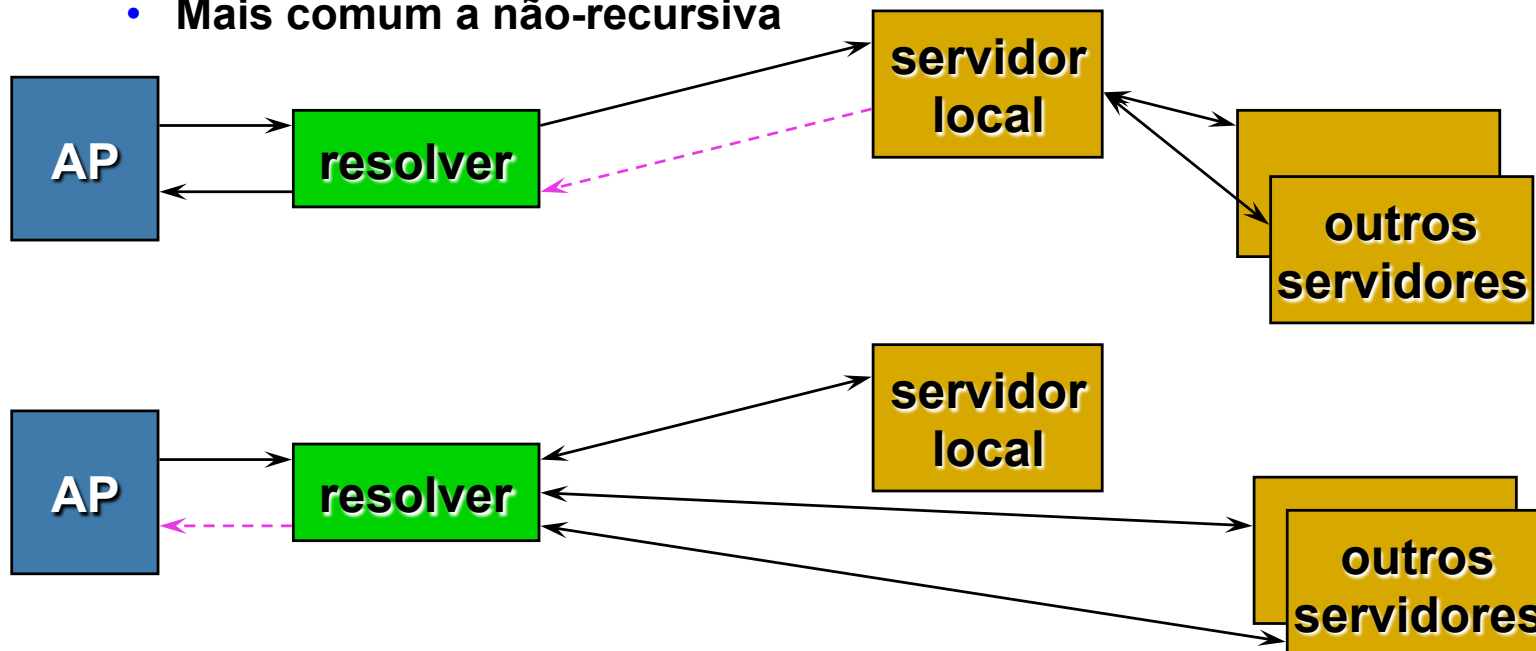 • Mais comum a não-recursiva
servidor
local
AP
resolver
outros
servidores
servidor
local
AP
resolver
outros
servidores